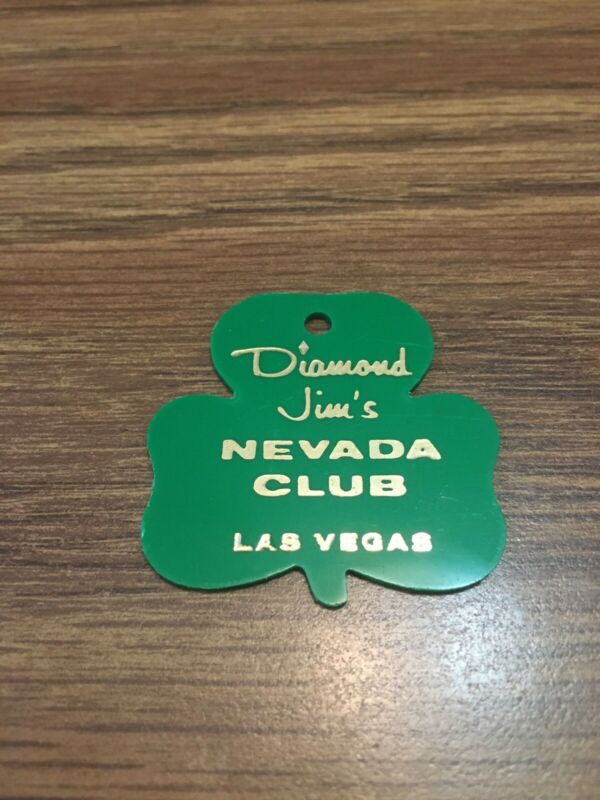 Diamond
Jim's
NEVADA
CLUB
LAS VEGAS